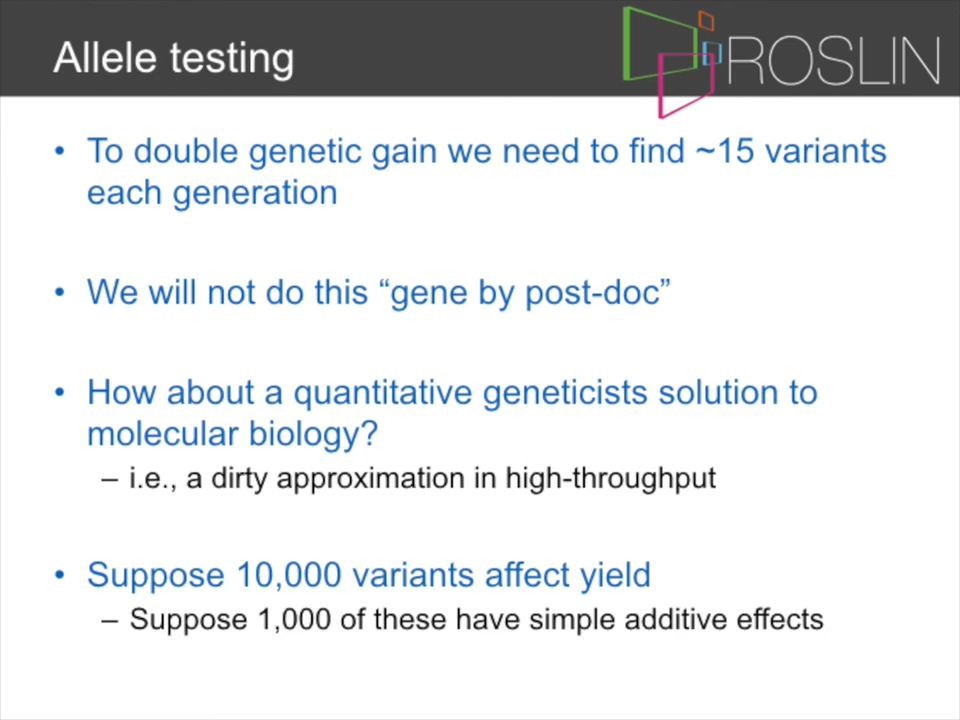 Allele testing
ROSLIN
• To double genetic gain we need to find ~15 variants
each generation
• We will not do this “gene by post-doc”
• How about a quantitative geneticists solution to
molecular biology?
– i.e., a dirty approximation in high-throughput
• Suppose 10,000 variants affect yield
– Suppose 1,000 of these have simple additive effects